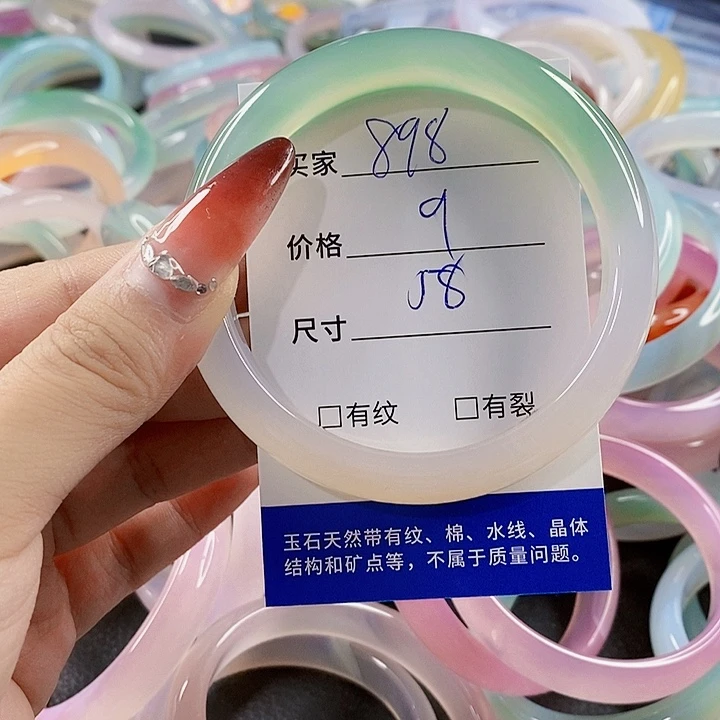 买家 898
价格 9
尺寸 58
□有纹 □有裂
玉石天然带有纹、棉、水线、晶体
结构和矿点等，不属于质量问题。